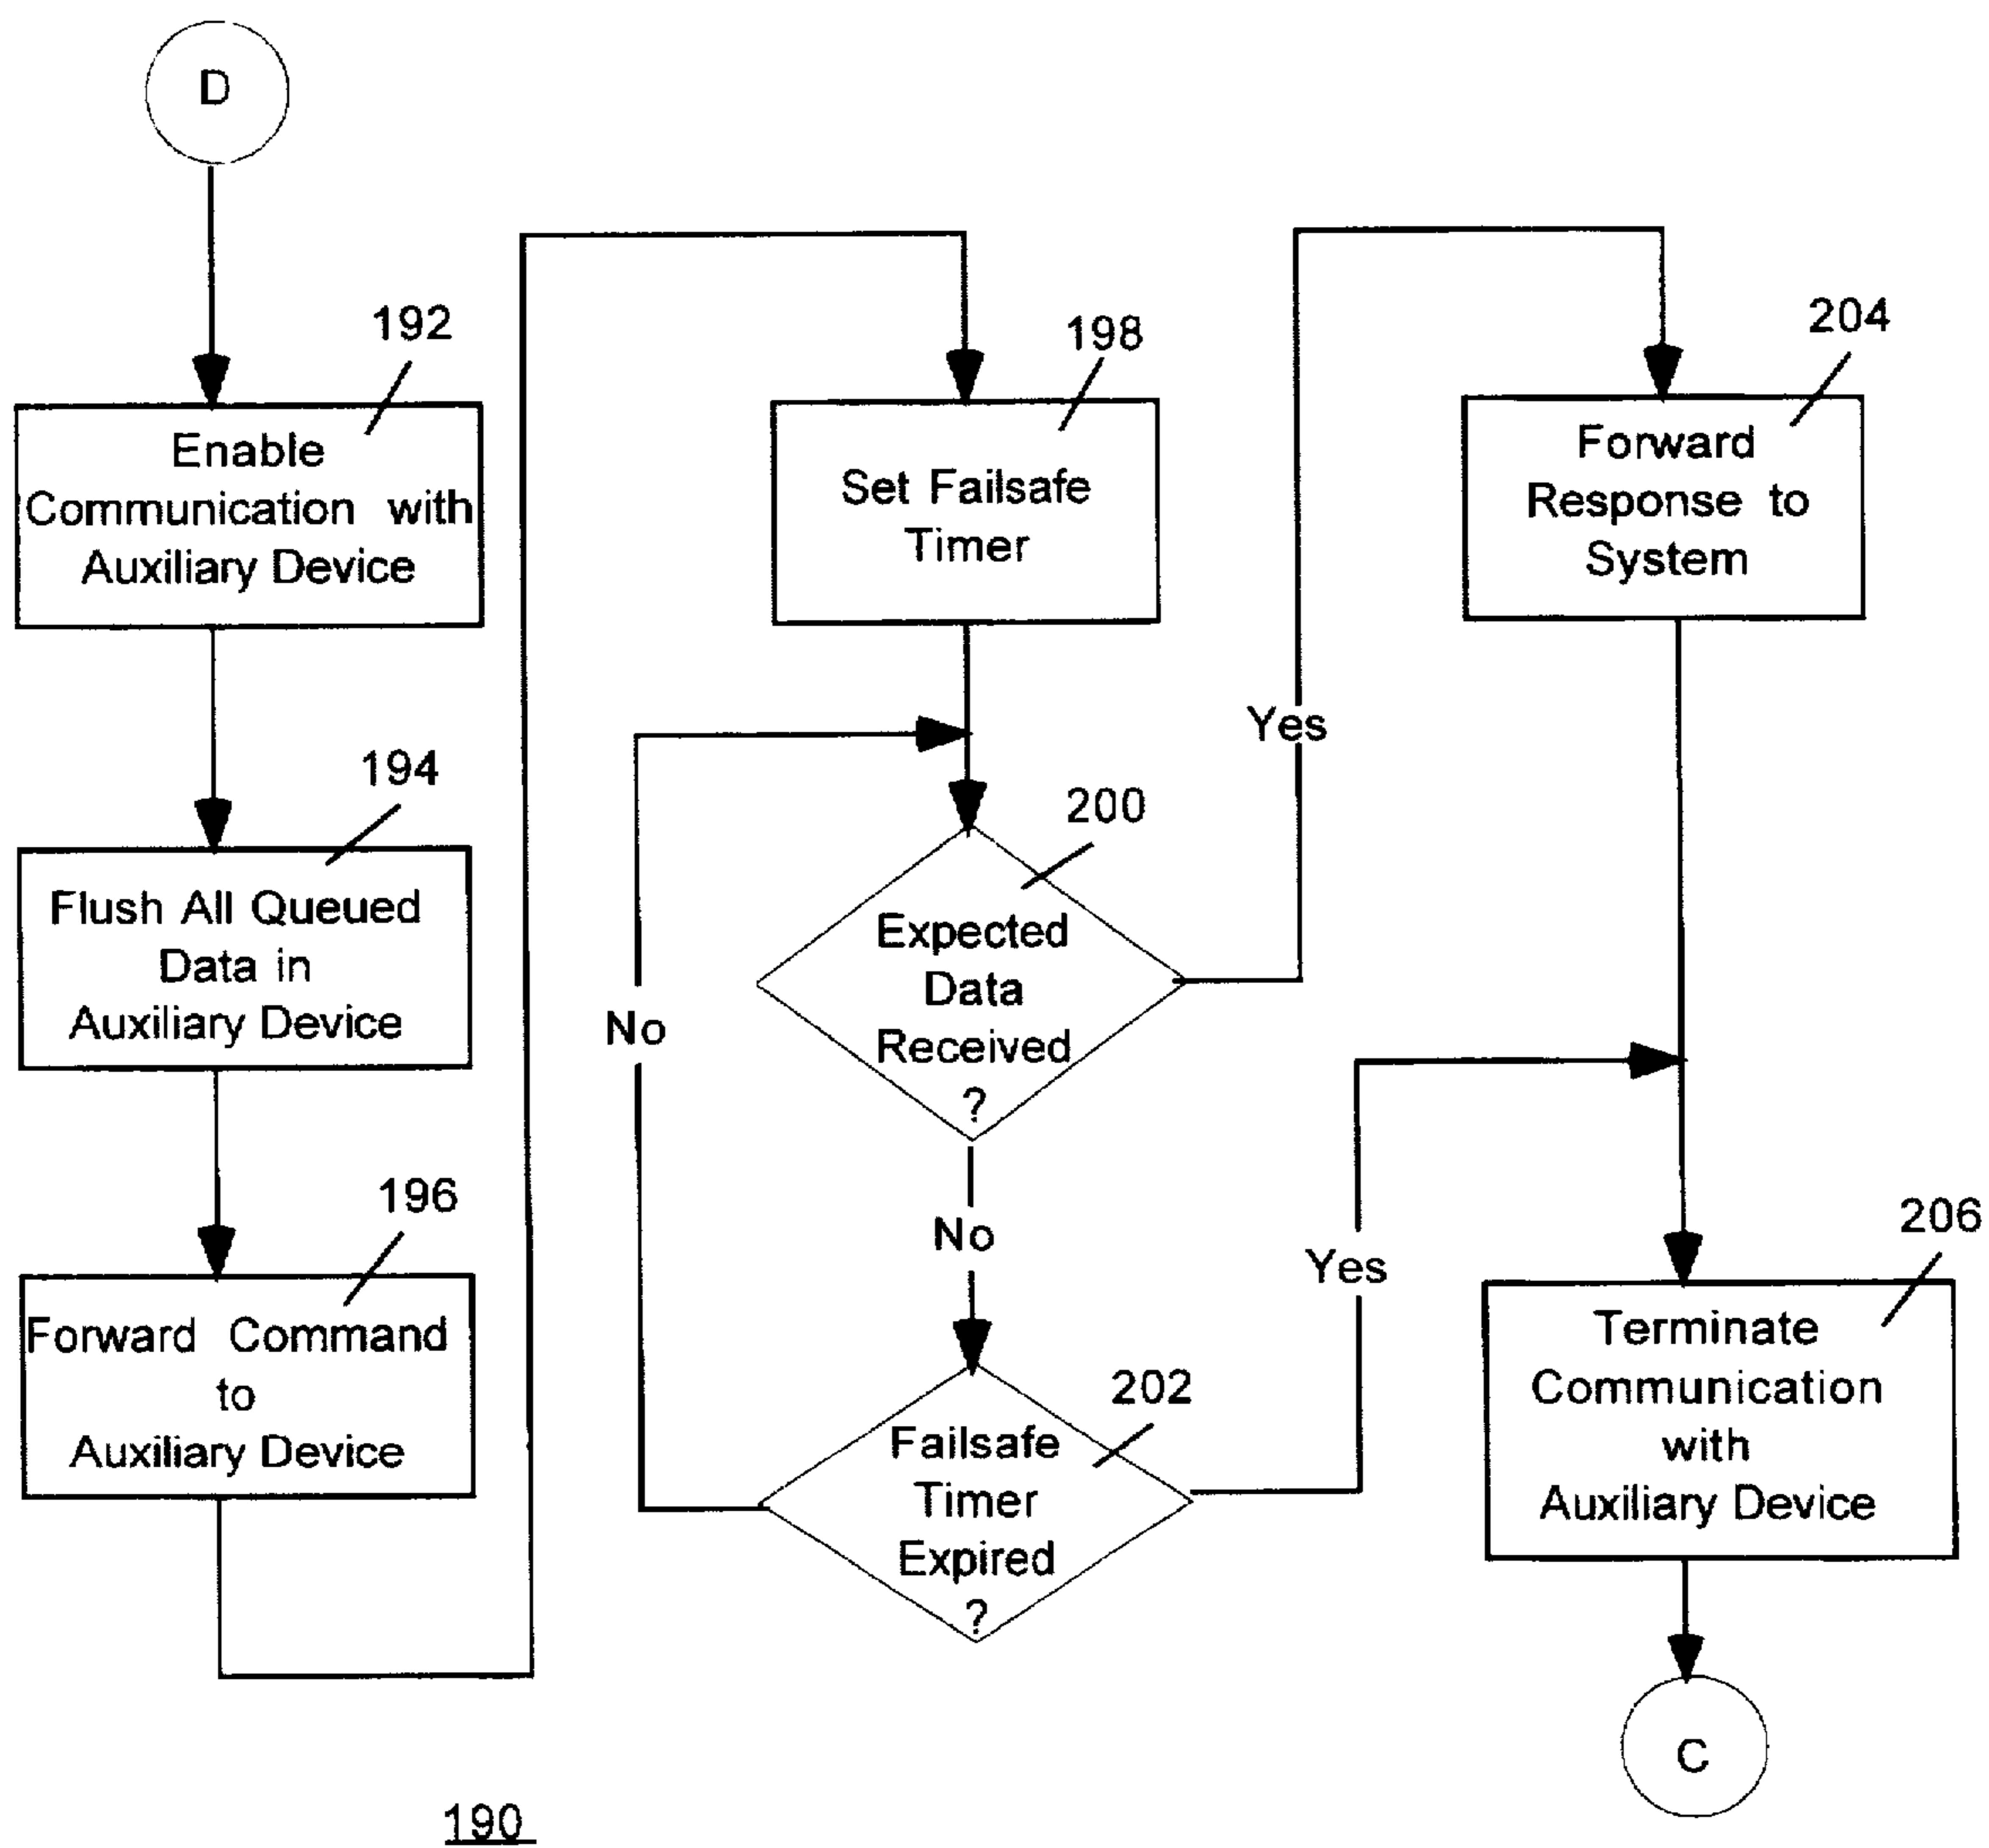 D
192
Enable
Communication with
Auxiliary Device
194
Flush All Queued
Data in
Auxiliary Device
196
Forward Command
to
Auxiliary Device
198
Set Failsafe
Timer
200
Expected
Data
Received
?
Yes
No
No
202
Failsafe
Timer
Expired
?
Yes
204
Forward
Response to
System
206
Terminate
Communication
with
Auxiliary Device
C
190